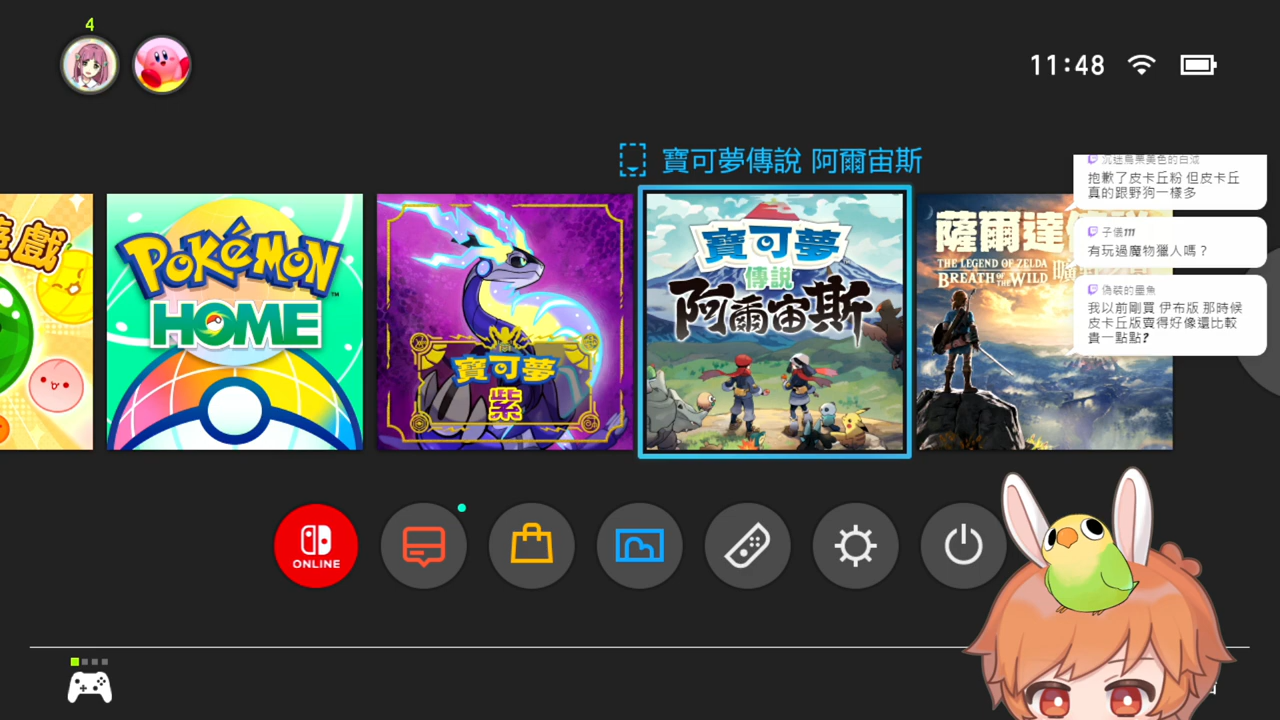 4
11:48
寶可夢傳說 阿爾宙斯
遊戲
POKéMON
HOME
寶可夢
紫
寶可夢
傳說
阿爾宙斯
薩爾達
THE LEGEND OF ZELDA
BREATH OF THE WILD
抱歉了皮卡丘粉 但皮卡丘
真的跟野狗一樣多
子儀111
有玩過魔物獵人嗎?
偽裝的墨魚
我以前剛買 伊布版 那時候
皮卡丘版賣得好像還比較
貴一點點?
ONLINE